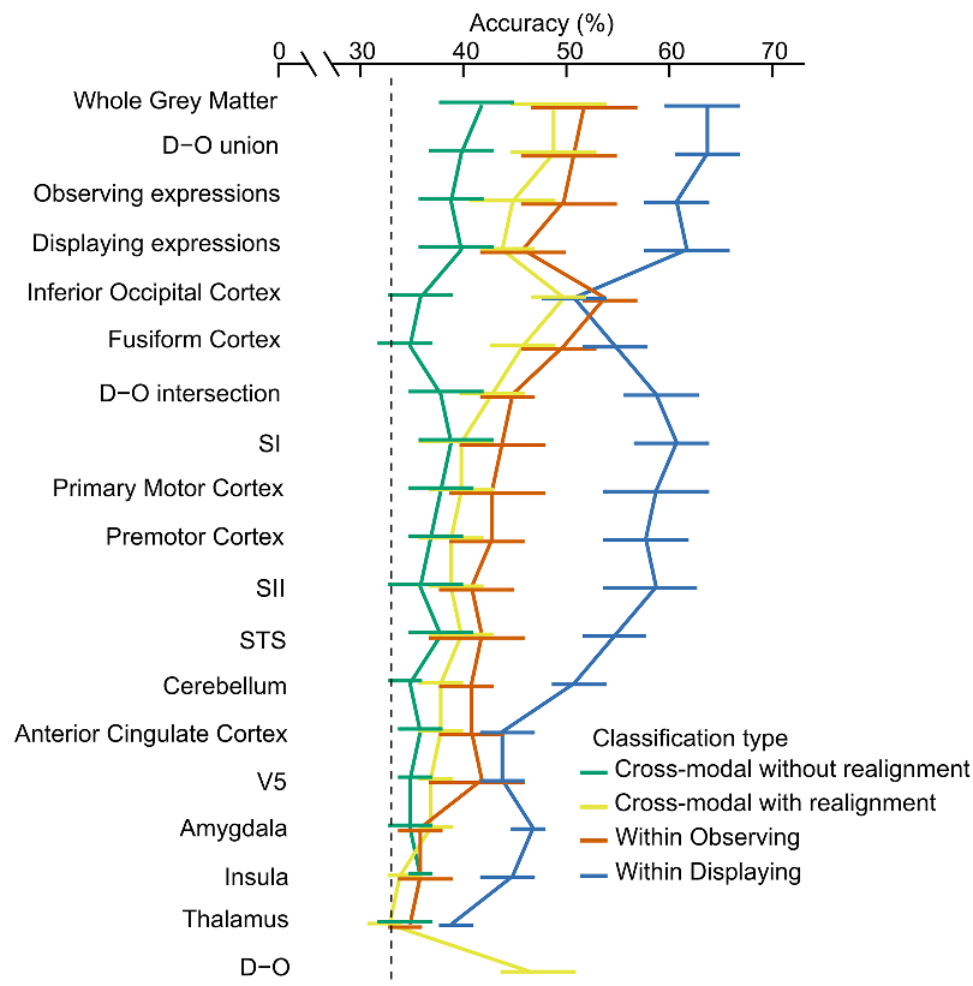 Accuracy (%)
0 30 40 50 60 70
Whole Grey Matter
D−O union
Observing expressions
Displaying expressions
Inferior Occipital Cortex
Fusiform Cortex
D−O intersection
SI
Primary Motor Cortex
Premotor Cortex
SII
STS
Cerebellum
Anterior Cingulate Cortex
V5
Amygdala
Insula
Thalamus
D−O
Classification type
Cross-modal without realignment
Cross-modal with realignment
Within Observing
Within Displaying